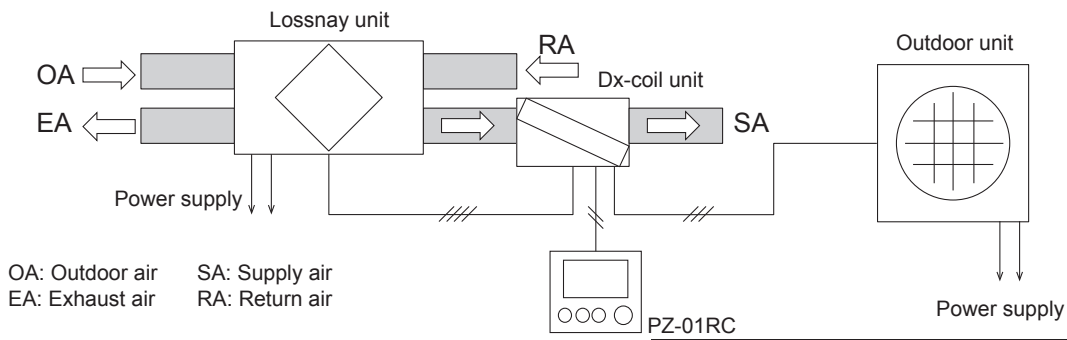 Lossnay unit
OA
RA
Outdoor unit
Dx-coil unit
EA
SA
Power supply
OA: Outdoor air SA: Supply air
EA: Exhaust air RA: Return air
Power supply
PZ-01RC